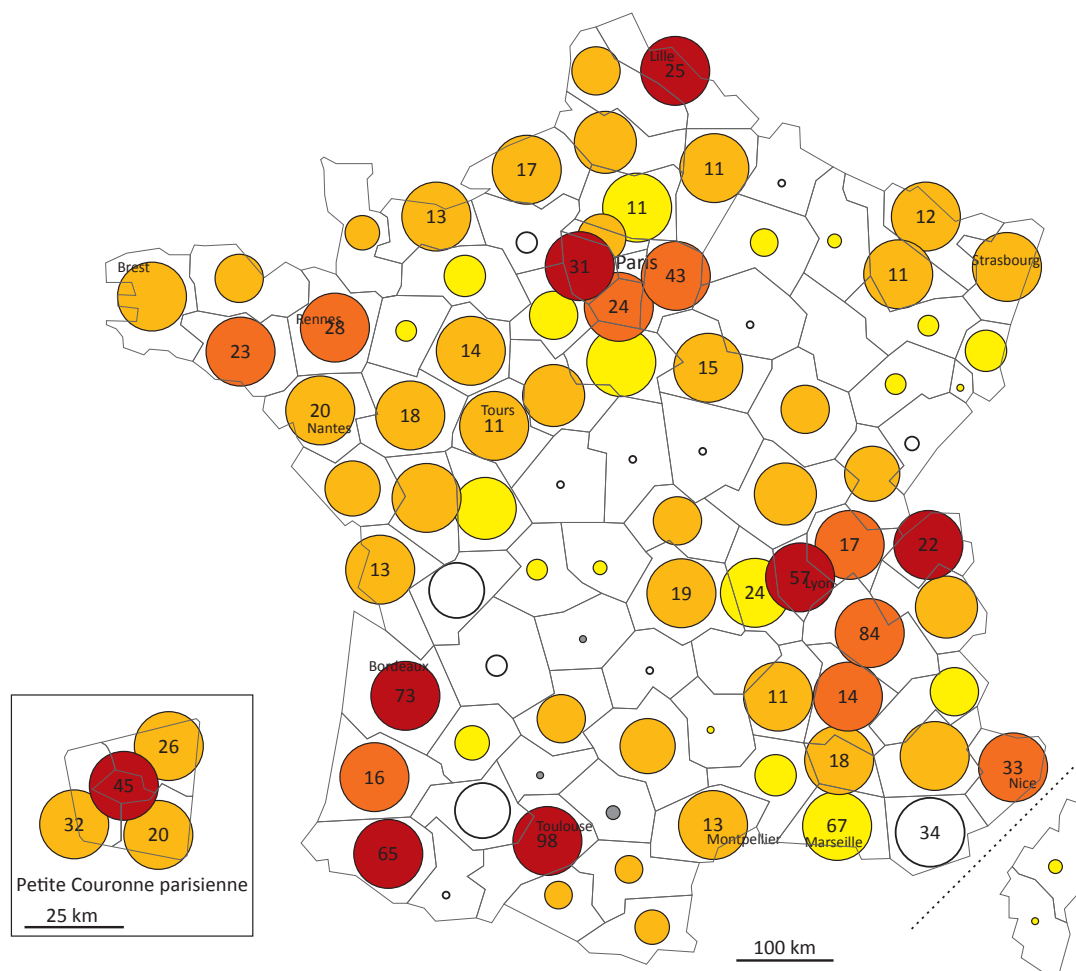 Lille
25
17
11
13
11
12
Brest
31
Paris
43
11
Strasbourg
Rennes
28
24
23
14
15
20
18
Tours
11
Nantes
17
22
13
57
Lyon
19
24
84
Bordeaux
73
11
14
26
16
18
33
Nice
45
32
20
65
Toulouse
98
13
Montpellier
67
Marseille
34
Petite Couronne parisienne
25 km
100 km